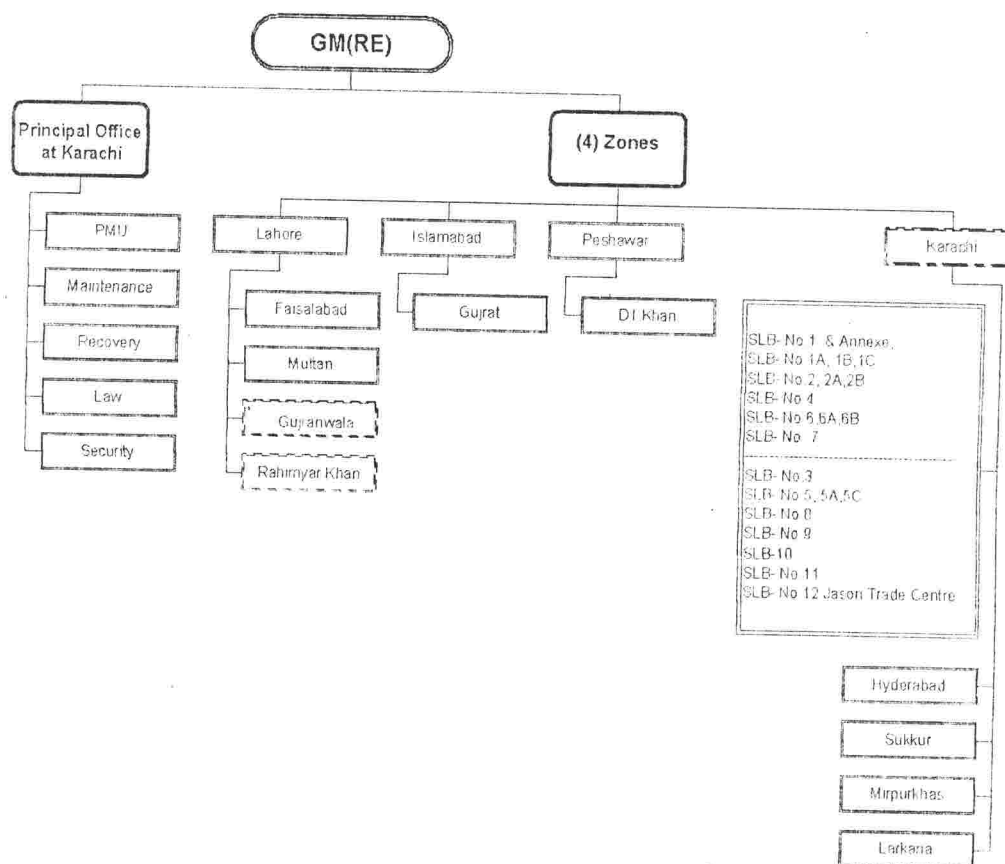 GM(RE)
Principal Office
at Karachi
(4) Zones
PMU
Maintenance
Recovery
Law
Security
Lahore
Faisalabad
Multan
Gujranwala
Rahimyar Khan
Islamabad
Gujrat
Peshawar
D I Khan
Karachi
SLB- No 1 & Annexe,
SLB- No 1A, 1B,1C
SLB- No 2, 2A,2B
SLB- No 4
SLB- No 6,6A,6B
SLB- No 7
SLB- No.3
SLB- No 5, 5A,5C
SLB- No 8
SLB- No 9
SLB-10
SLB- No 11
SLB- No 12 Jason Trade Centre
Hyderabad
Sukkur
Mirpurkhas
Larkana